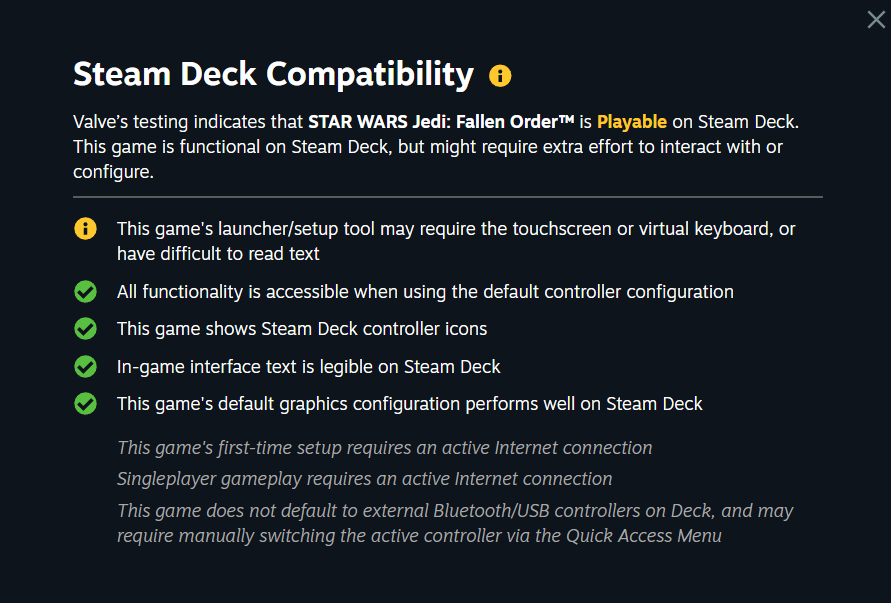 Steam Deck Compatibility
Valve's testing indicates that STAR WARS Jedi: Fallen Order™ is Playable on Steam Deck.
This game is functional on Steam Deck, but might require extra effort to interact with or
configure.
This game's launcher/setup tool may require the touchscreen or virtual keyboard, or
have difficult to read text
All functionality is accessible when using the default controller configuration
This game shows Steam Deck controller icons
In-game interface text is legible on Steam Deck
This game's default graphics configuration performs well on Steam Deck
This game's first-time setup requires an active Internet connection
Singleplayer gameplay requires an active Internet connection
This game does not default to external Bluetooth/USB controllers on Deck, and may
require manually switching the active controller via the Quick Access Menu